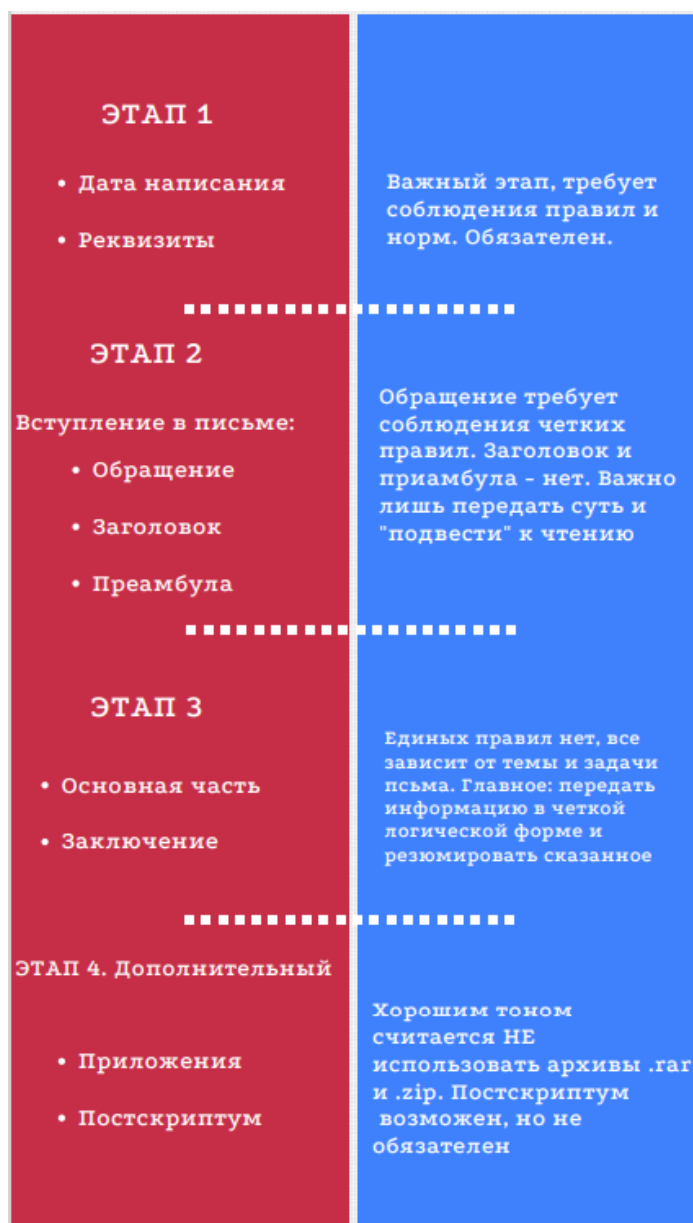 ЭТАП 1
• Дата написания
• Реквизиты
Важный этап, требует
соблюдения правил и
норм. Обязателен.
ЭТАП 2
Вступление в письме:
• Обращение
• Заголовок
• Преамбула
Обращение требует
соблюдения четких
правил. Заголовок и
приамбула - нет. Важно
лишь передать суть и
"подвести" к чтению
ЭТАП 3
• Основная часть
• Заключение
Единых правил нет, все
зависит от темы и задачи
псьма. Главное: передать
информацию в четкой
логической форме и
резюмировать сказанное
ЭТАП 4. Дополнительный
• Приложения
• Постскриптум
Хорошим тоном
считается НЕ
использовать архивы .rar
и .zip. Постскриптум
возможен, но не
обязателен